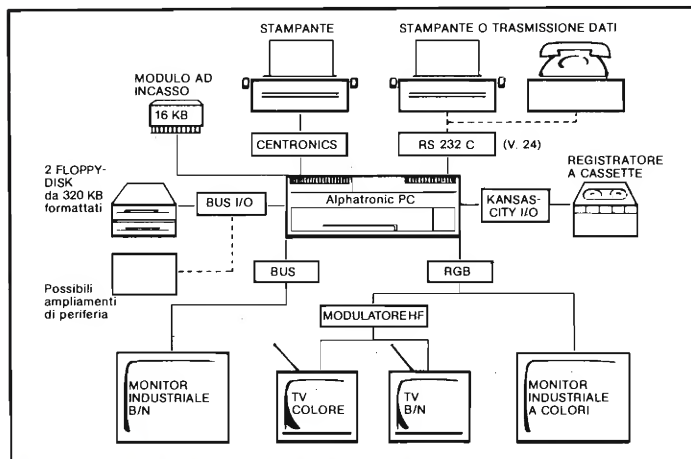 STAMPANTE
STAMPANTE O TRASMISSIONE DATI
MODULO AD
INCASSO
16 KB
CENTRONICS
RS 232 C
(V. 24)
2 FLOPPY-
DISK
da 320 KB
formattati
BUS I/O
Alphatronic PC
KANSAS-
CITY I/O
REGISTRATORE
A CASSETTE
Possibili
ampliamenti
di periferia
BUS
RGB
MODULATORE HF
MONITOR
INDUSTRIALE
B/N
TV
COLORE
TV
B/N
MONITOR
INDUSTRIALE
A COLORI